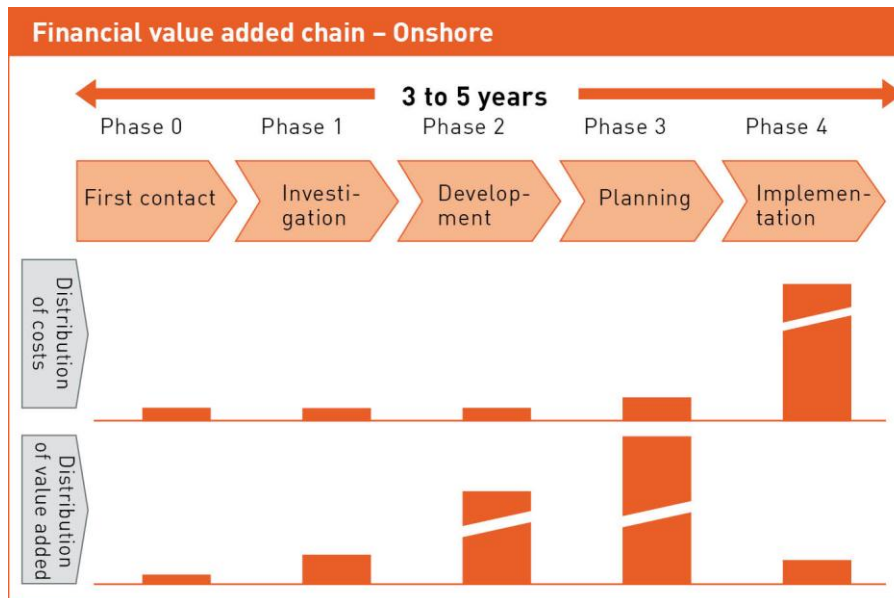 Financial value added chain – Onshore
3 to 5 years
Phase 0
Phase 1
Phase 2
Phase 3
Phase 4
First contact
Investi-
gation
Develop-
ment
Planning
Implemen-
tation
Distribution
of costs
Distribution
of value added